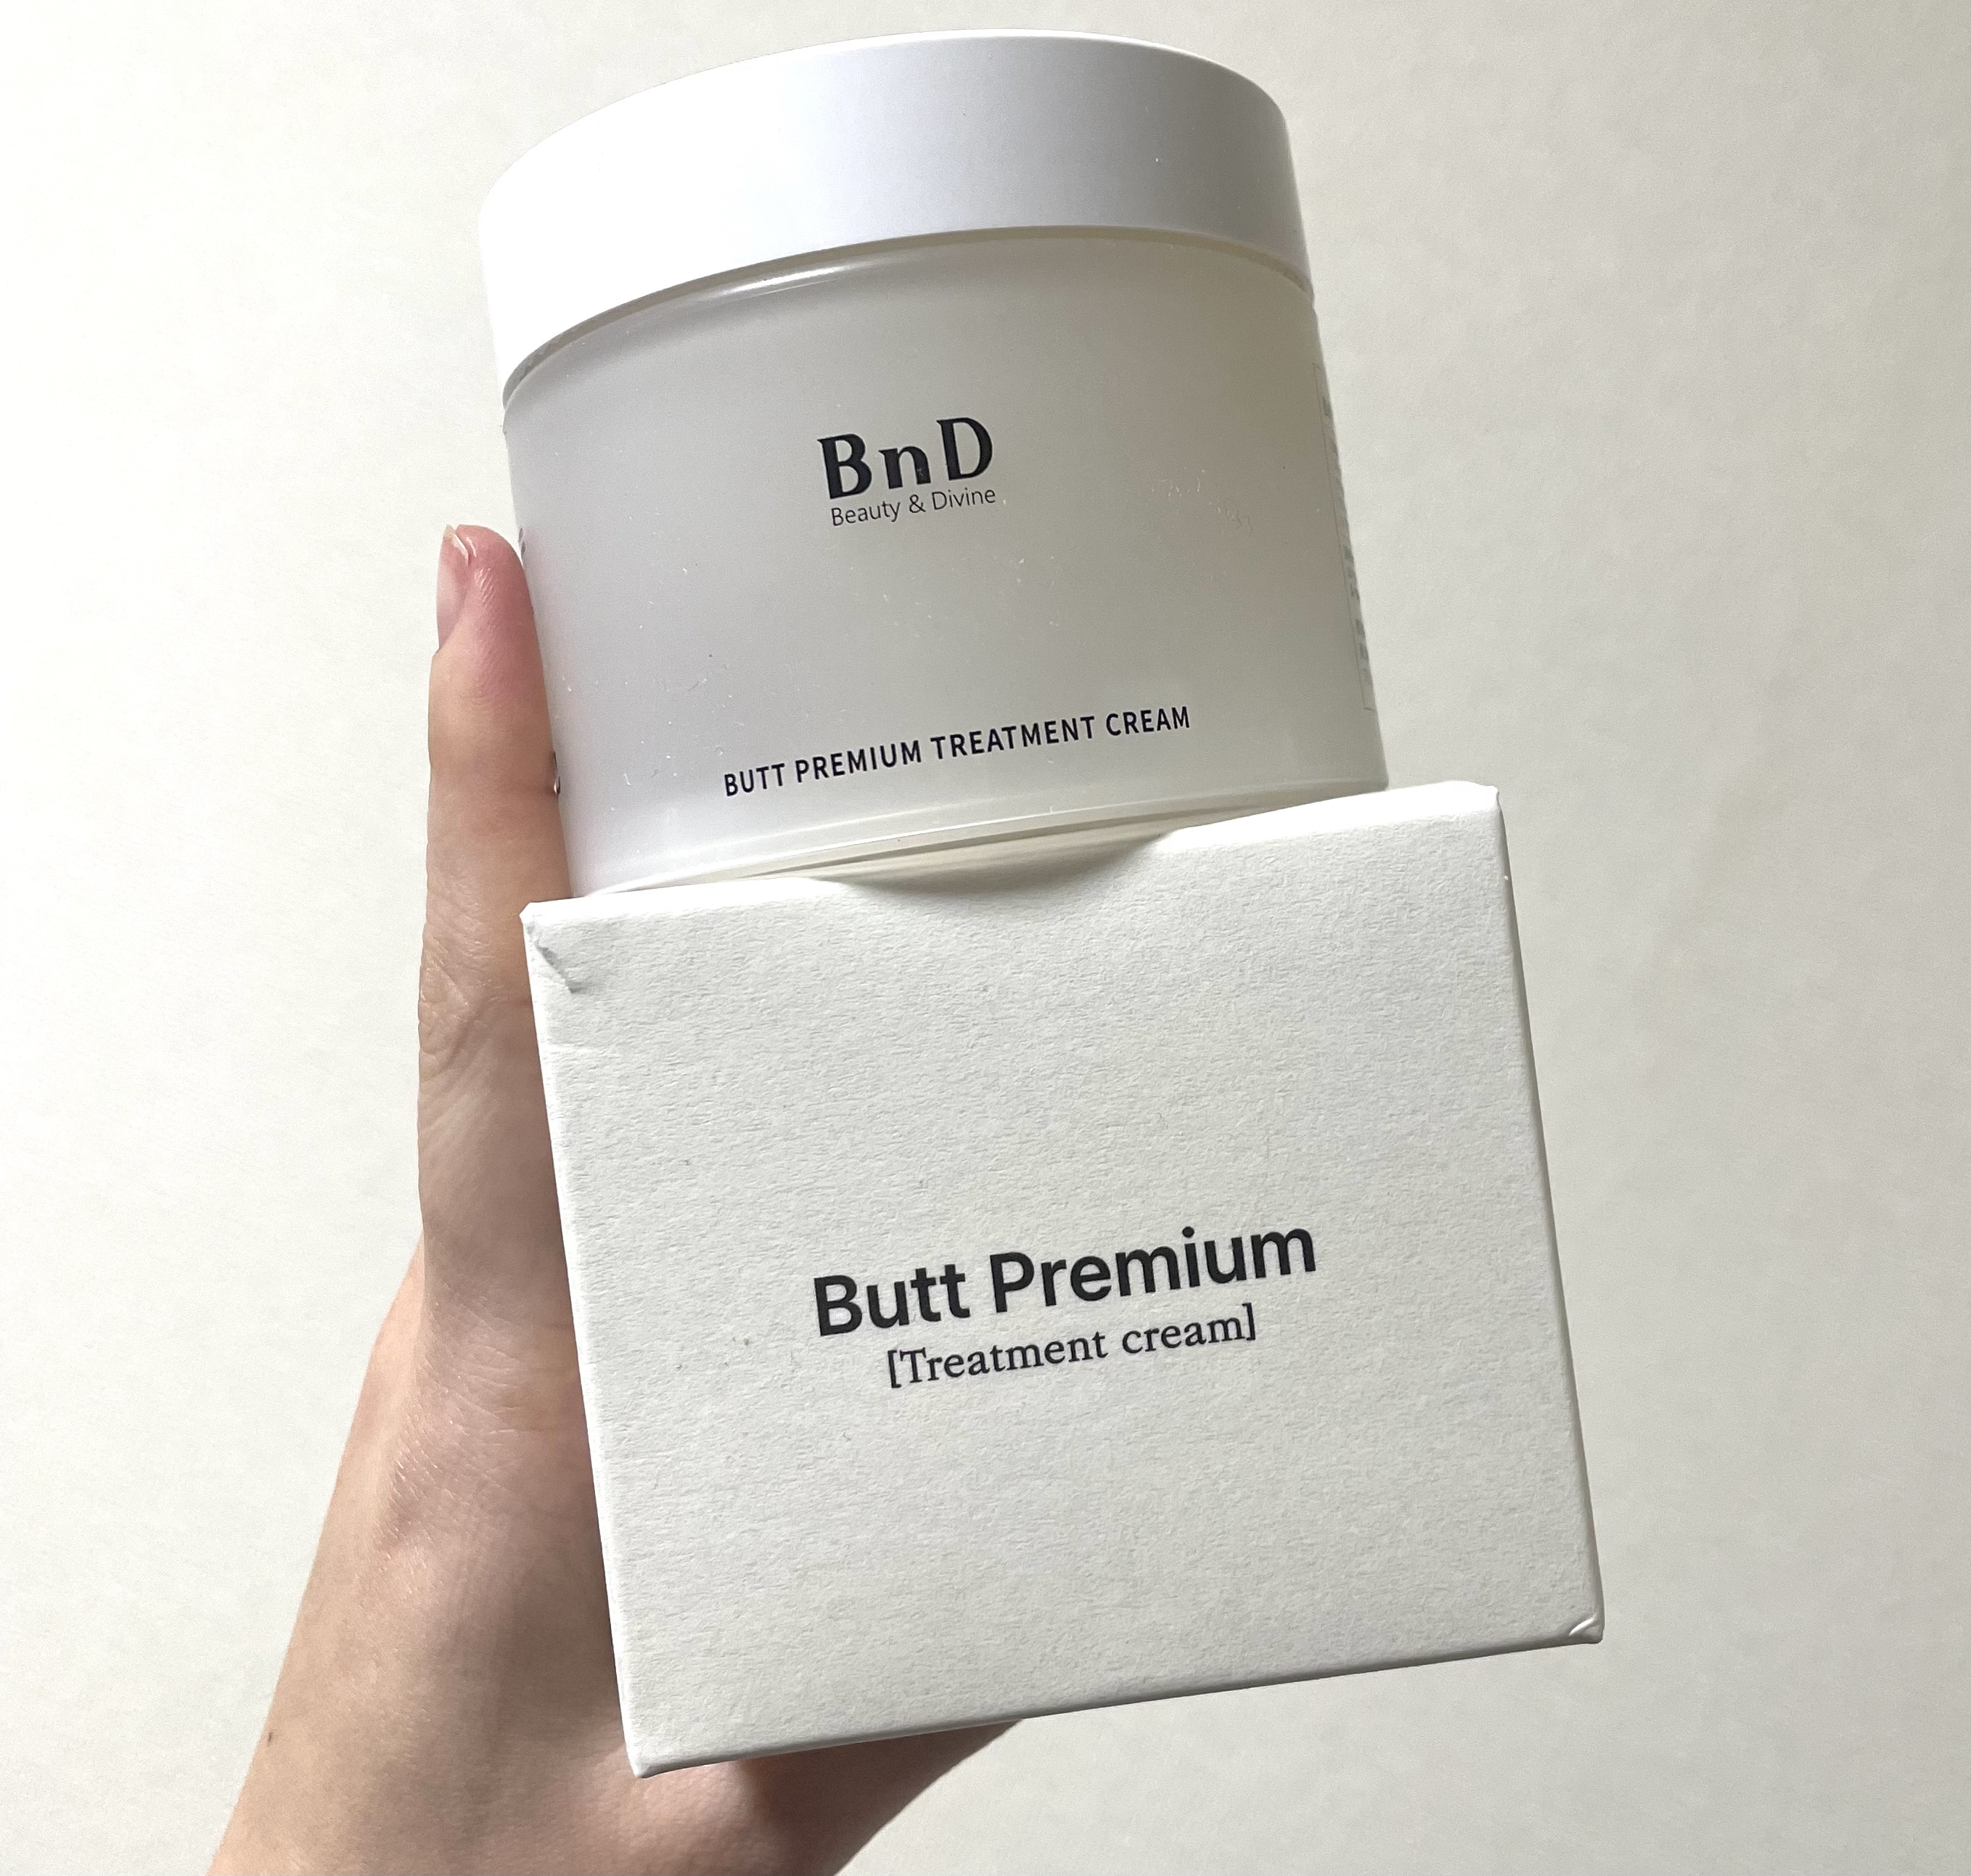 BnD
Beauty & Divine
BUTT PREMIUM TREATMENT CREAM
Butt Premium
[Treatment cream]